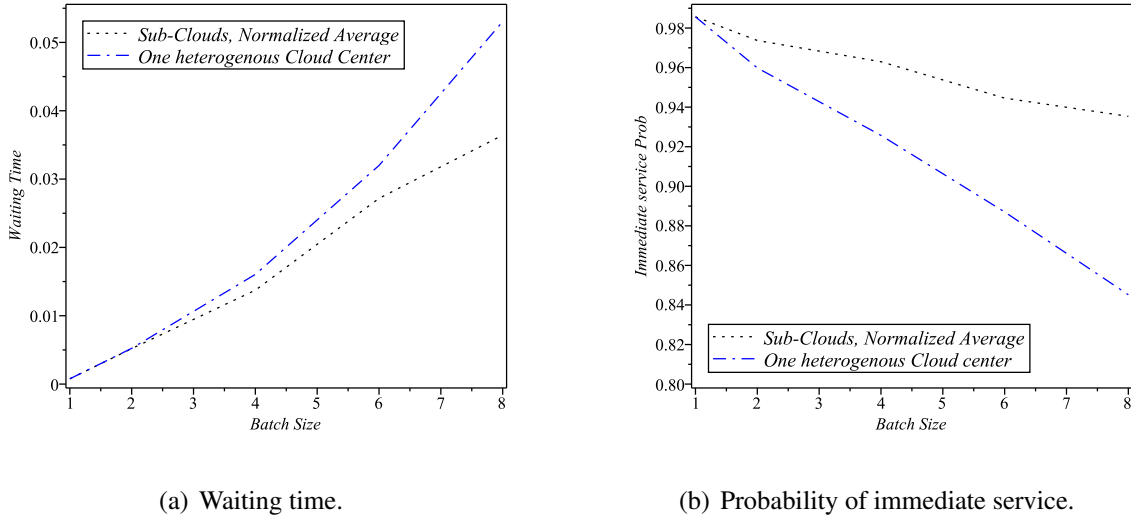 Sub-Clouds, Normalized Average
One heterogenous Cloud Center
0.05
0.04
0.03
0.02
0.01
0
Waiting Time
1 2 3 4 5 6 7 8
Batch Size
(a) Waiting time.
0.98
0.96
0.94
0.92
0.90
0.88
0.86
0.84
0.82
0.80
Immediate service Prob
Sub-Clouds, Normalized Average
One heterogenous Cloud center
1 2 3 4 5 6 7 8
Batch Size
(b) Probability of immediate service.